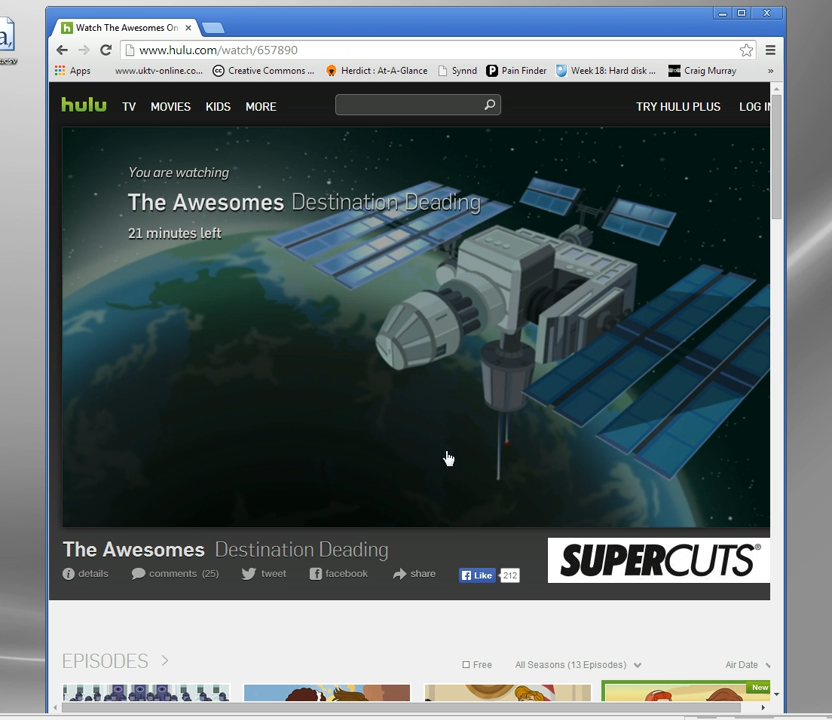 Watch The Awesomes On
www.hulu.com/watch/657890
Apps www.uktv-online.co... Creative Commons ... Herdict : At-A-Glance Synnd Pain Finder Week 18: Hard disk ... Craig Murray »
hulu TV MOVIES KIDS MORE TRY HULU PLUS LOG IN
You are watching
The Awesomes Destination Deading
21 minutes left
The Awesomes Destination Deading
SUPERCUTS®
details comments (25) tweet facebook share Like 212
EPISODES Free All Seasons (13 Episodes) Air Date
New